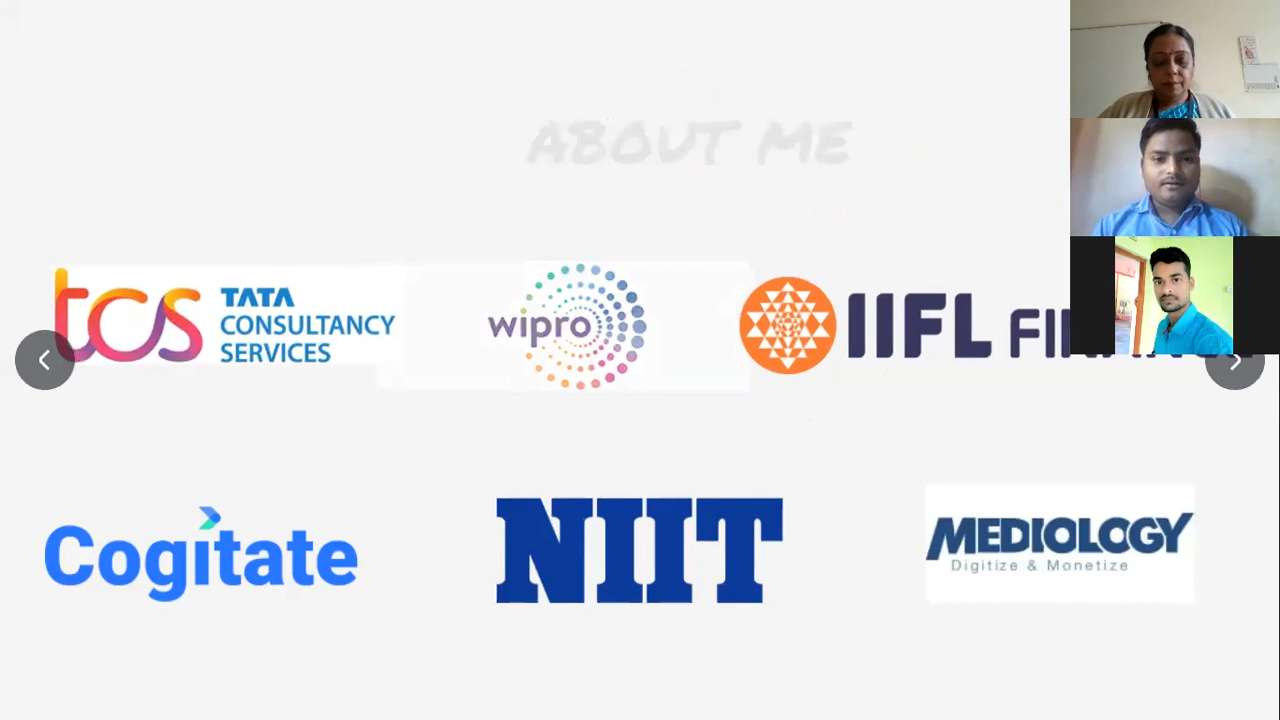 ABOUT ME
tcs
TATA
CONSULTANCY
SERVICES
wipro
IIFL
Cogitate
NIIT
MEDIOLOGY
Digitize & Monetize